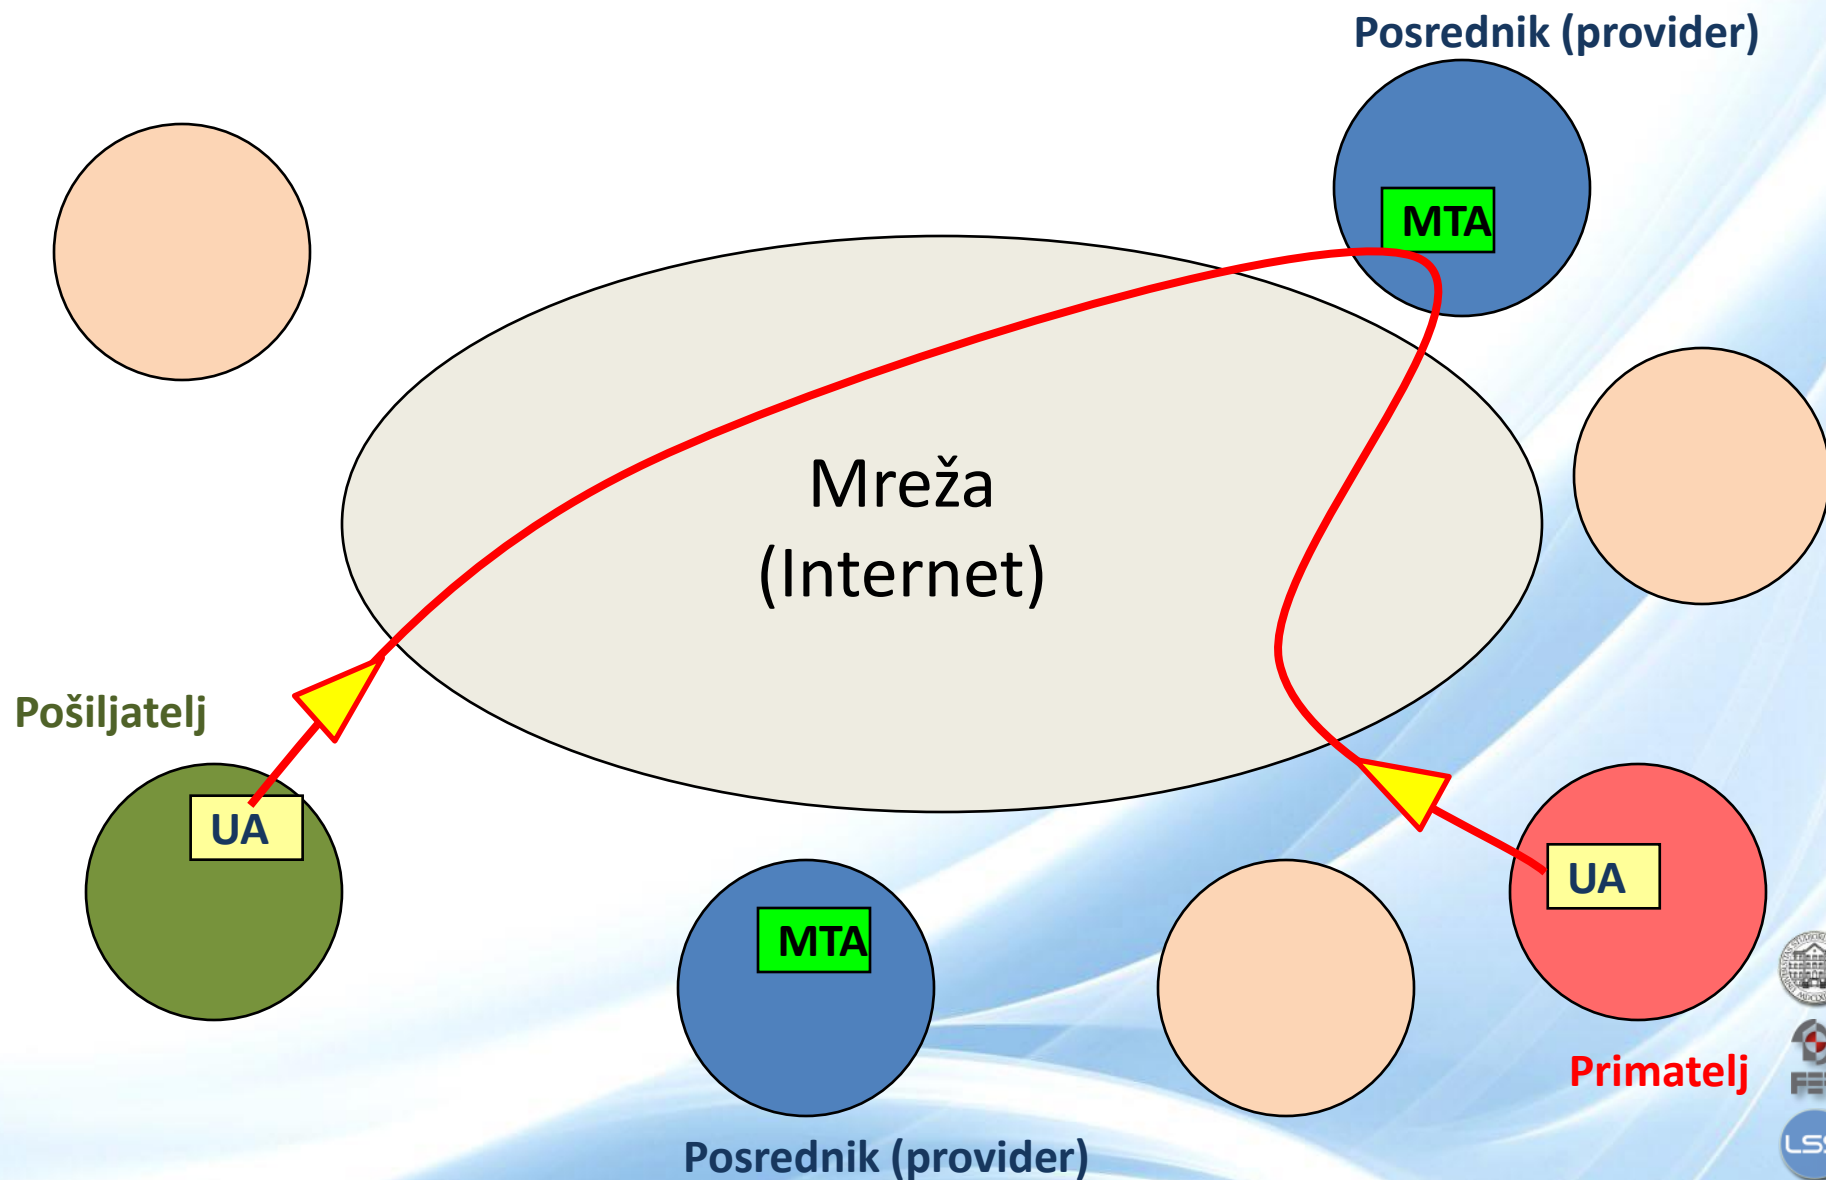 Posrednik (provider)
MTA
Mreža
(Internet)
Pošiljatelj
UA
UA
MTA
Primatelj
Posrednik (provider)